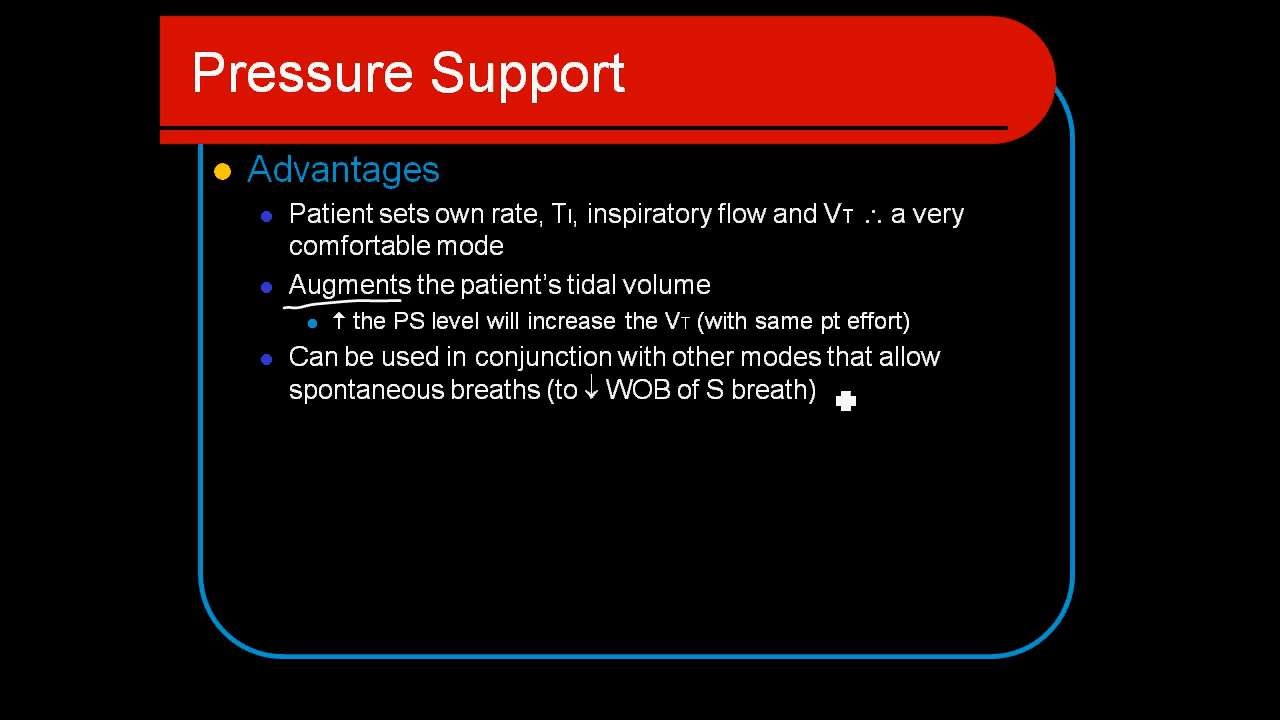 Pressure Support
Advantages
Patient sets own rate, TI, inspiratory flow and VT ∴ a very
comfortable mode
Augments the patient's tidal volume
↑ the PS level will increase the VT (with same pt effort)
Can be used in conjunction with other modes that allow
spontaneous breaths (to ↓ WOB of S breath)